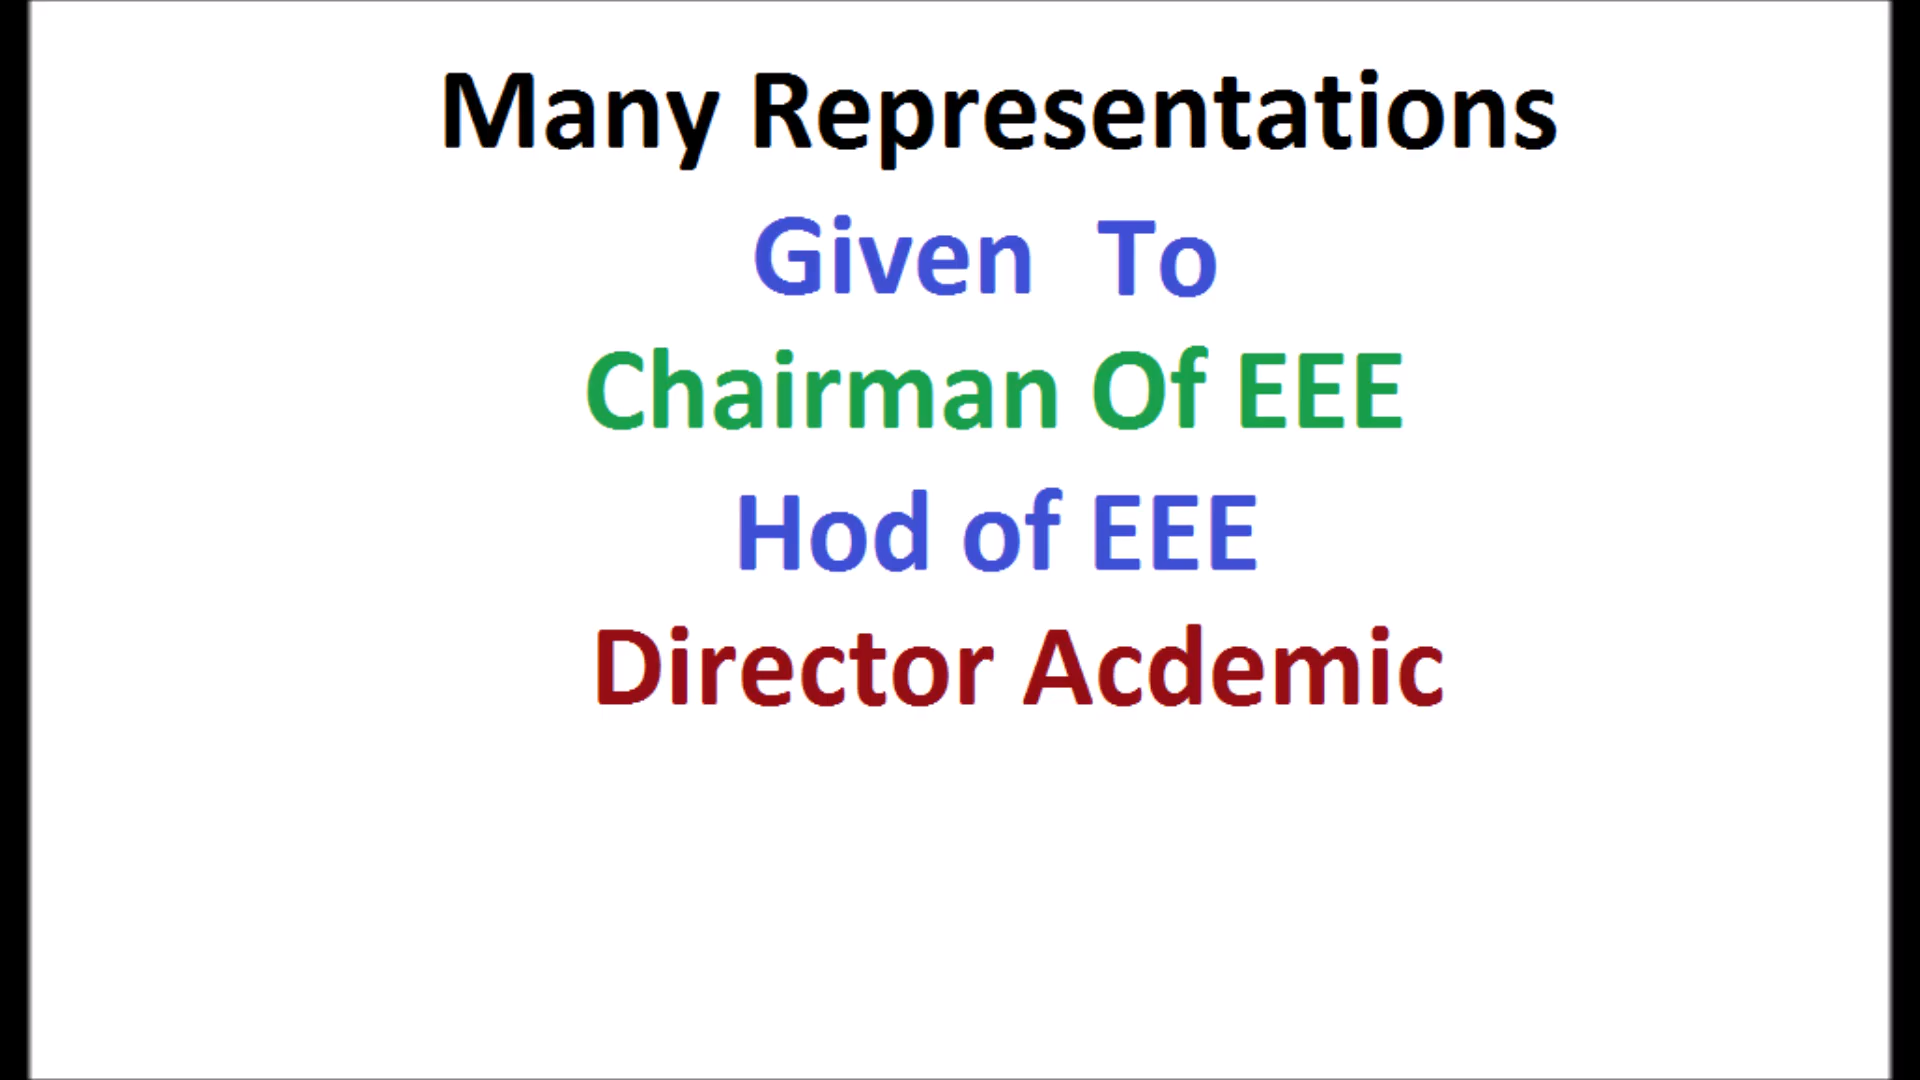 Many Representations
Given To
Chairman Of EEE
Hod of EEE
Director Acdemic